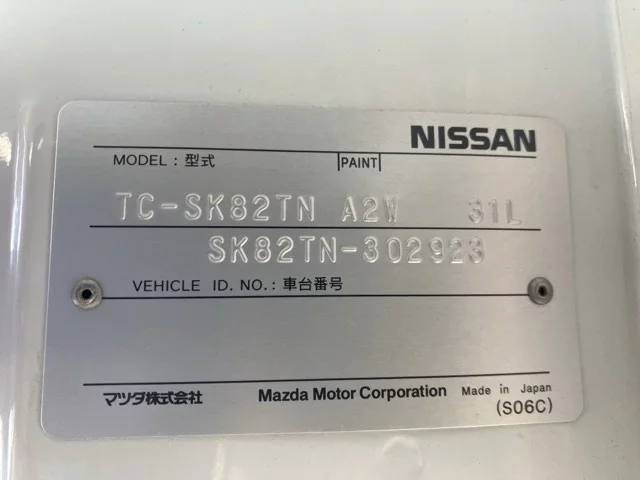 NISSAN
MODEL : 型式 PAINT
TC-SK82TN A2W 31L
SK82TN-302923
VEHICLE ID. NO. : 車台番号
マツダ株式会社 Mazda Motor Corporation Made in Japan
(S06C)